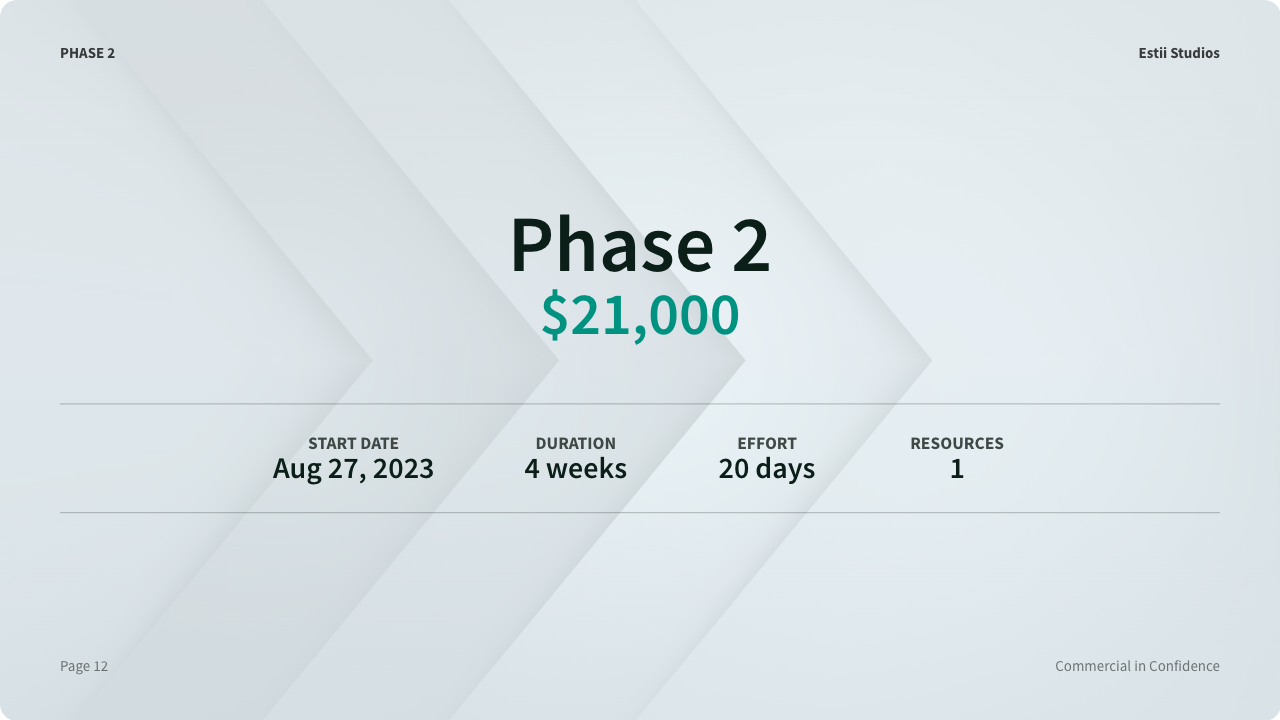 PHASE 2
Estii Studios
Phase 2
$21,000
START DATE
Aug 27, 2023
DURATION
4 weeks
EFFORT
20 days
RESOURCES
1
Page 12
Commercial in Confidence